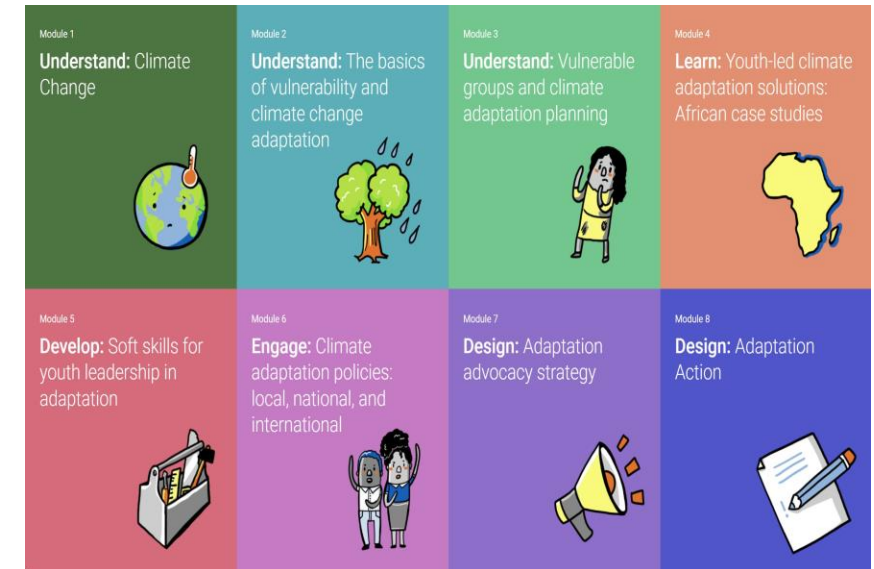 Module 1
Understand: Climate
Change
Module 2
Understand: The basics
of vulnerability and
climate change
adaptation
Module 3
Understand: Vulnerable
groups and climate
adaptation planning
Module 4
Learn: Youth-led climate
adaptation solutions:
African case studies
Module 5
Develop: Soft skills for
youth leadership in
adaptation
Module 6
Engage: Climate
adaptation policies:
local, national, and
international
Module 7
Design: Adaptation
advocacy strategy
Module 8
Design: Adaptation
Action